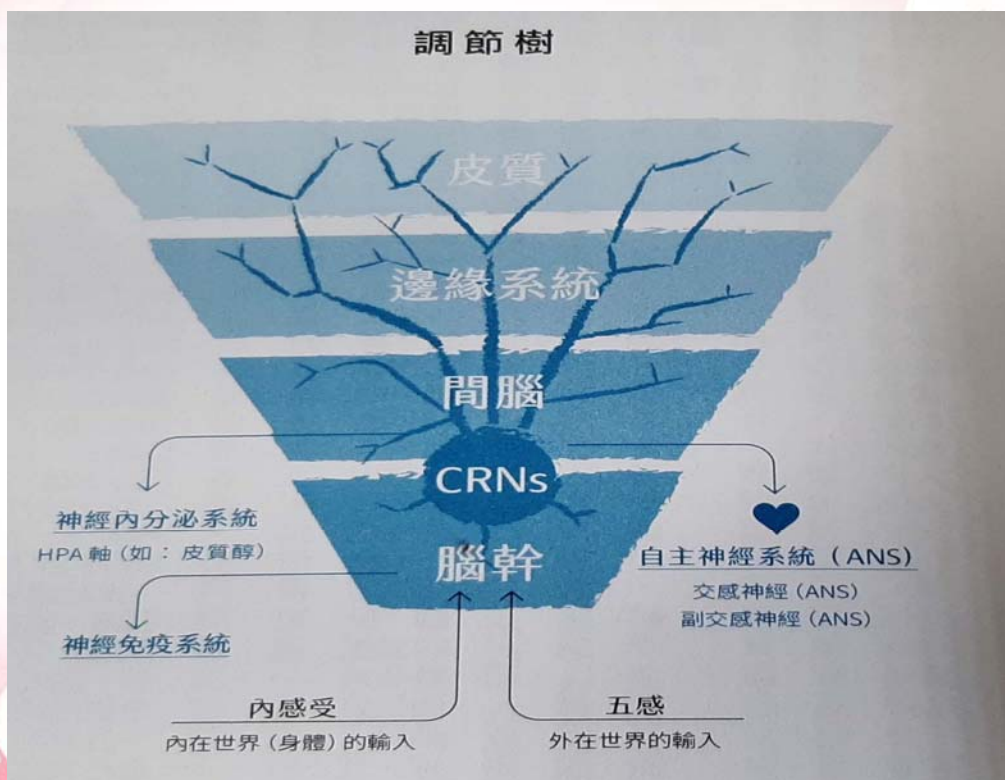 調節樹
皮質
邊緣系統
間腦
CRNs
腦幹
神經內分泌系統
HPA 軸 (如 : 皮質醇)
神經免疫系統
自主神經系統 (ANS)
交感神經 (ANS)
副交感神經 (ANS)
內感受
內在世界 (身體) 的輸入
五感
外在世界的輸入